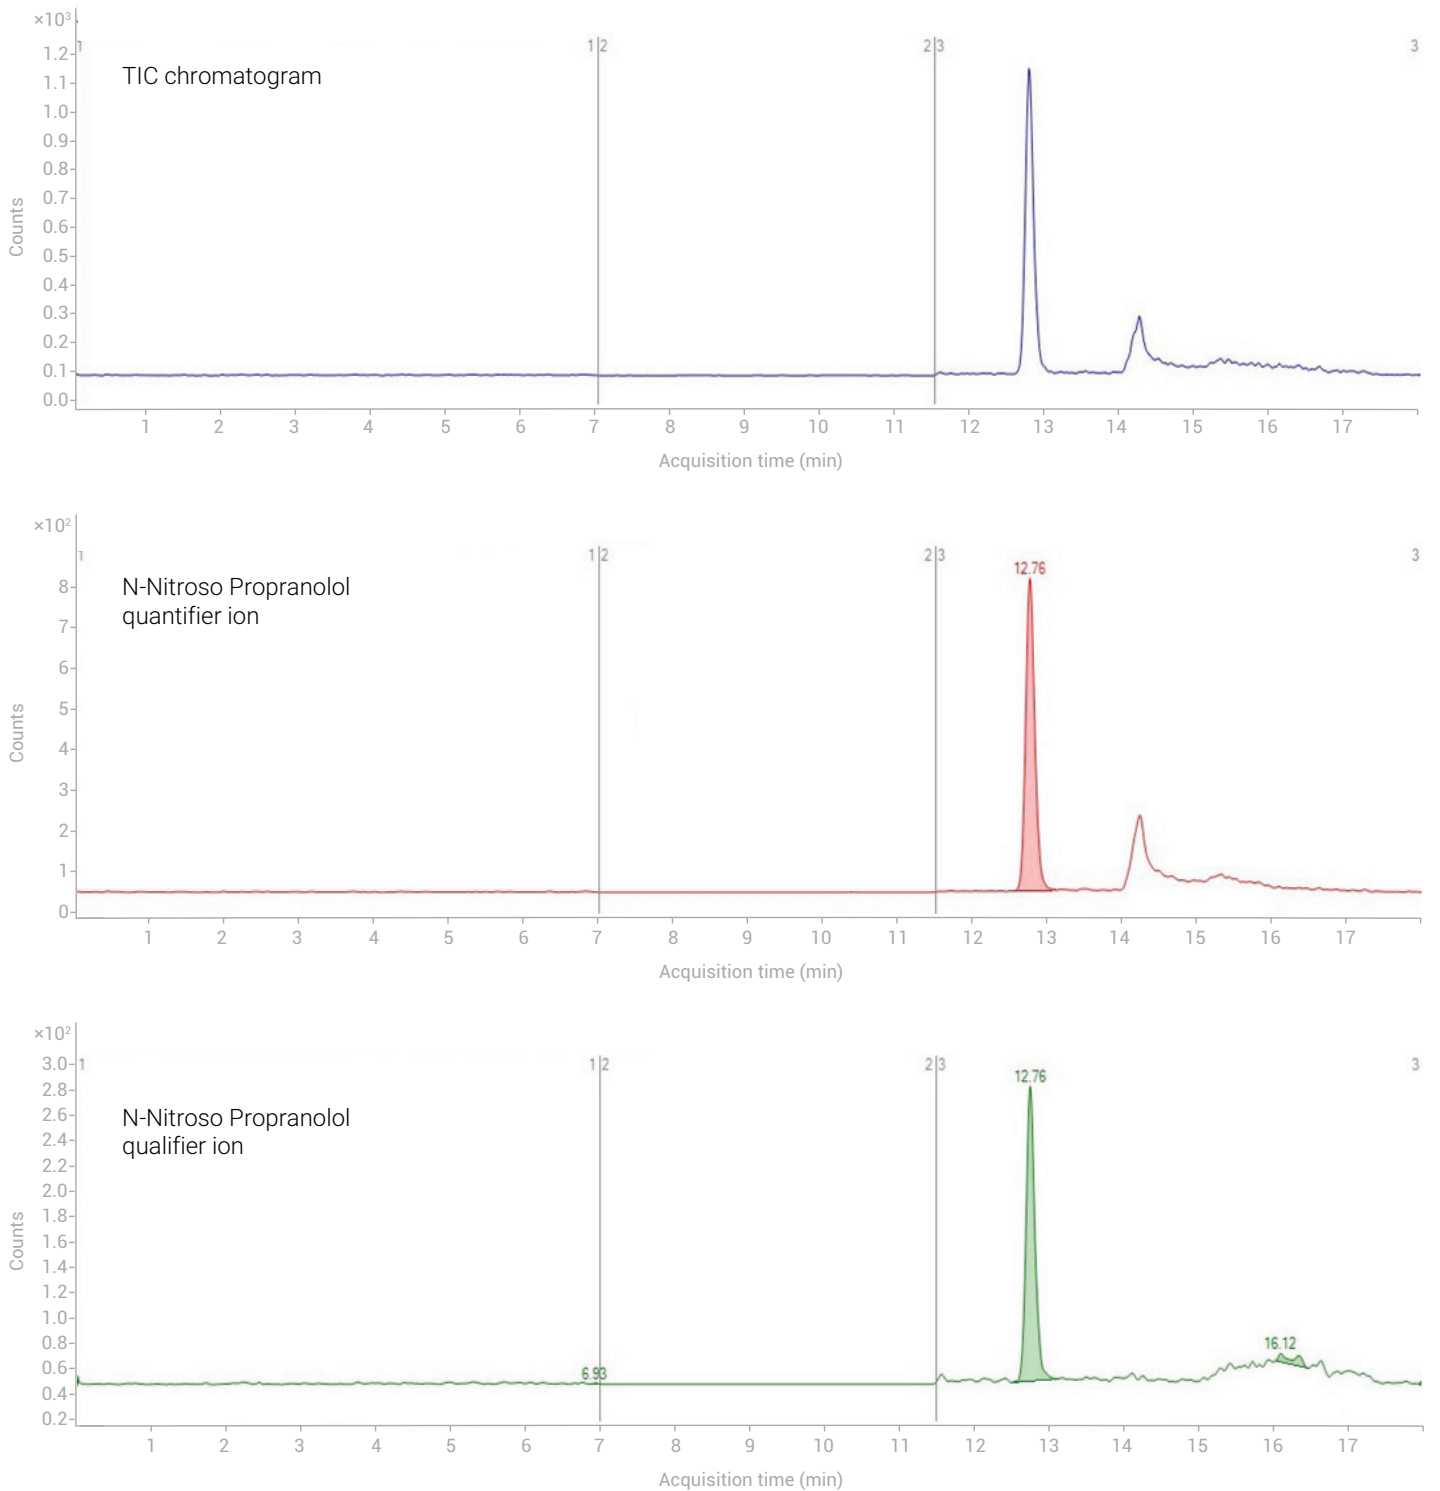 ×10³
1 1 2 2 3 3
TIC chromatogram
1.2
1.1
1.0
0.9
0.8
0.7
0.6
0.5
0.4
0.3
0.2
0.1
0.0
Counts
1 2 3 4 5 6 7 8 9 10 11 12 13 14 15 16 17
Acquisition time (min)
×10²
1 1 2 2 3 3
12.76
N-Nitroso Propranolol
quantifier ion
8
7
6
5
4
3
2
1
0
Counts
1 2 3 4 5 6 7 8 9 10 11 12 13 14 15 16 17
Acquisition time (min)
×10²
1 1 2 2 3 3
12.76
N-Nitroso Propranolol
qualifier ion
3.0
2.8
2.6
2.4
2.2
2.0
1.8
1.6
1.4
1.2
1.0
0.8
0.6
0.4
0.2
16.12
6.93
Counts
1 2 3 4 5 6 7 8 9 10 11 12 13 14 15 16 17
Acquisition time (min)